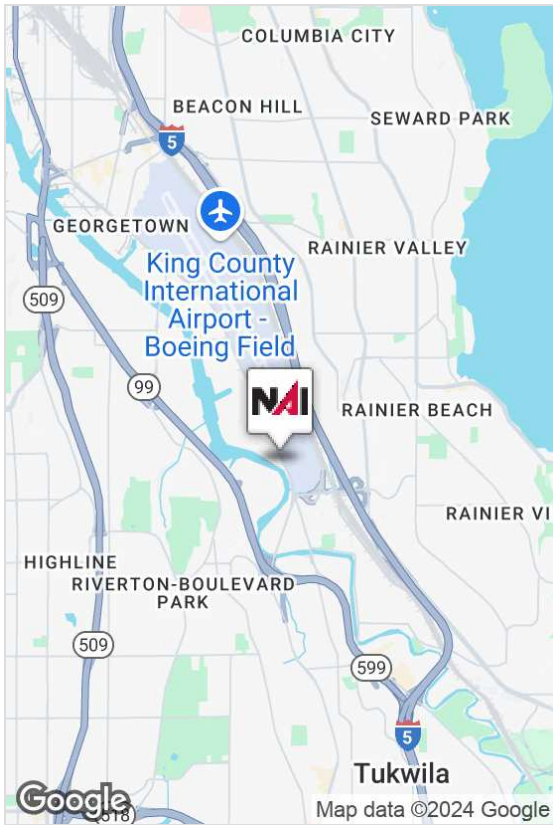 COLUMBIA CITY
BEACON HILL
SEWARD PARK
5
GEORGETOWN
RAINIER VALLEY
King County
International
Airport -
Boeing Field
509
99
NAI
RAINIER BEACH
RAINIER VI
HIGHLINE
RIVERTON-BOULEVARD
PARK
509
599
5
Tukwila
Google
518
Map data ©2024 Google